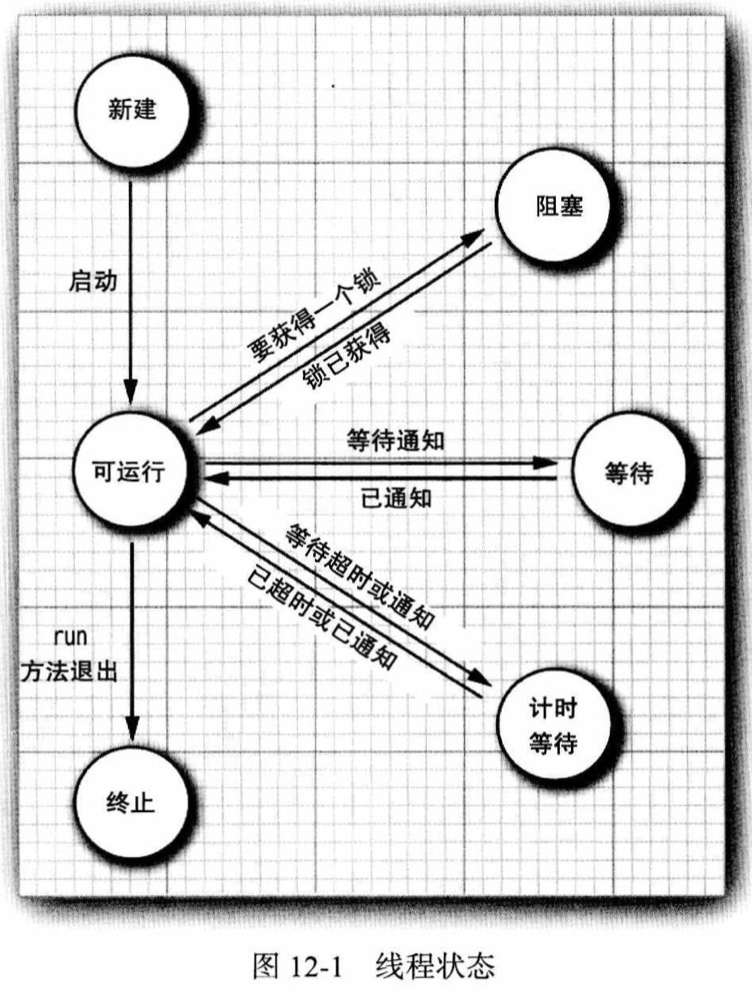 新建
阻塞
启动
要获得一个锁
锁已获得
可运行
等待通知
已通知
等待
等待超时或通知
已超时或已通知
run
方法退出
计时
等待
终止
图 12-1 线程状态